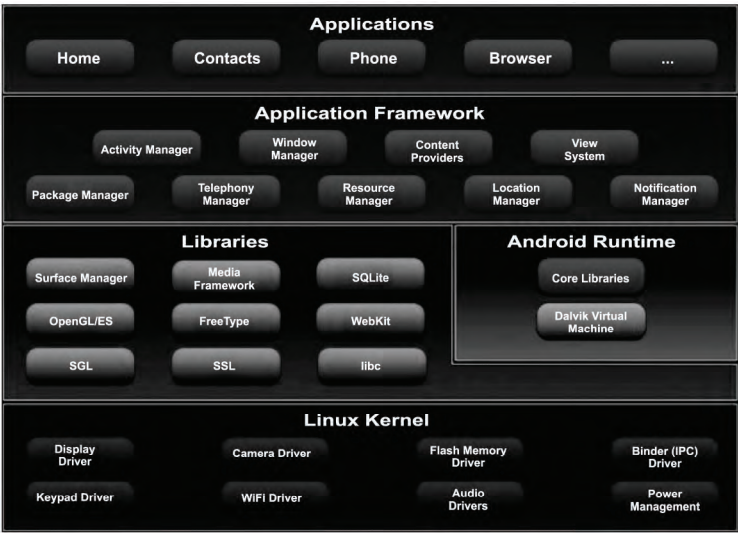 Applications
Home
Contacts
Phone
Browser
...
Application Framework
Activity Manager
Window
Manager
Content
Providers
View
System
Package Manager
Telephony
Manager
Resource
Manager
Location
Manager
Notification
Manager
Libraries
Surface Manager
Media
Framework
SQLite
OpenGL/ES
FreeType
WebKit
SGL
SSL
libc
Android Runtime
Core Libraries
Dalvik Virtual
Machine
Linux Kernel
Display
Driver
Camera Driver
Flash Memory
Driver
Binder (IPC)
Driver
Keypad Driver
WiFi Driver
Audio
Drivers
Power
Management